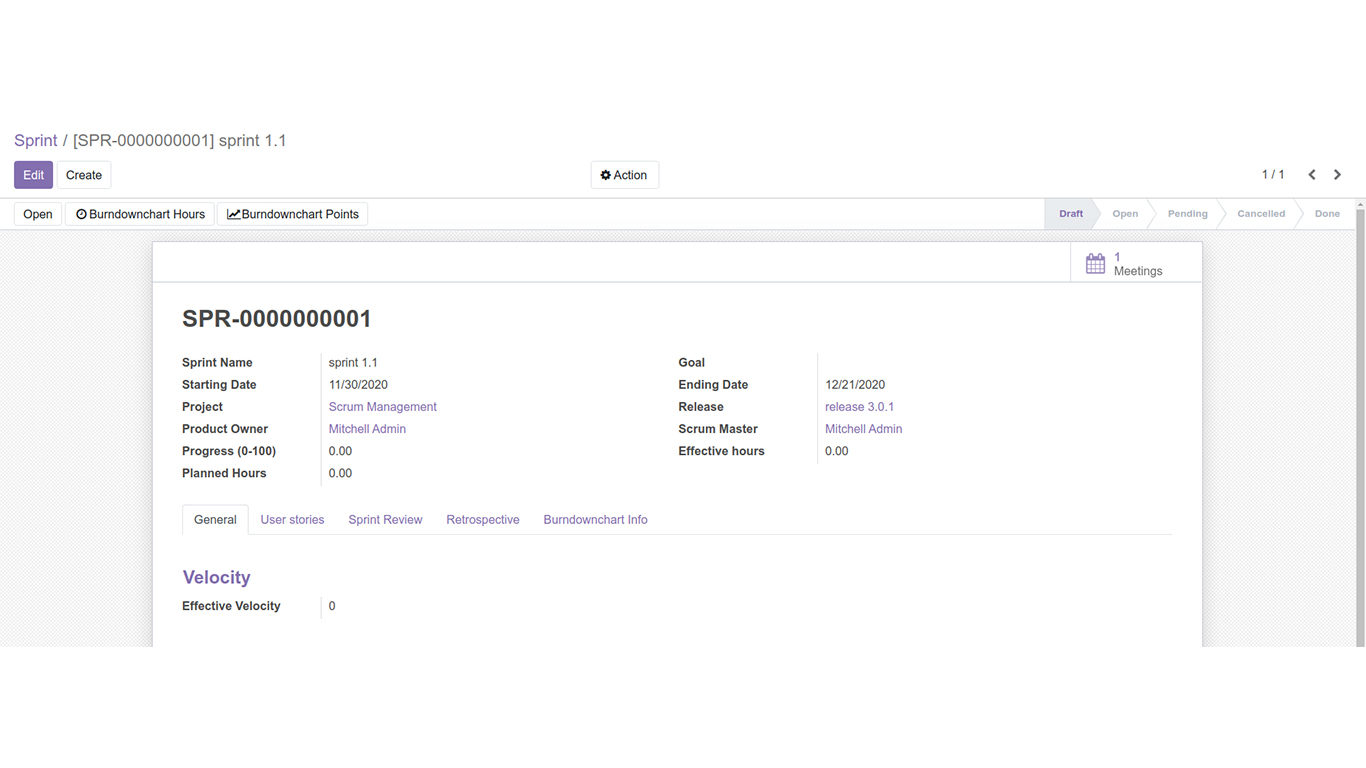 Sprint / [SPR-0000000001] sprint 1.1
Edit Create Action 1 / 1
Open Burndownchart Hours Burndownchart Points Draft Open Pending Cancelled Done
1
Meetings
SPR-0000000001
Sprint Name sprint 1.1 Goal
Starting Date 11/30/2020 Ending Date 12/21/2020
Project Scrum Management Release release 3.0.1
Product Owner Mitchell Admin Scrum Master Mitchell Admin
Progress (0-100) 0.00 Effective hours 0.00
Planned Hours 0.00
General User stories Sprint Review Retrospective Burndownchart Info
Velocity
Effective Velocity 0